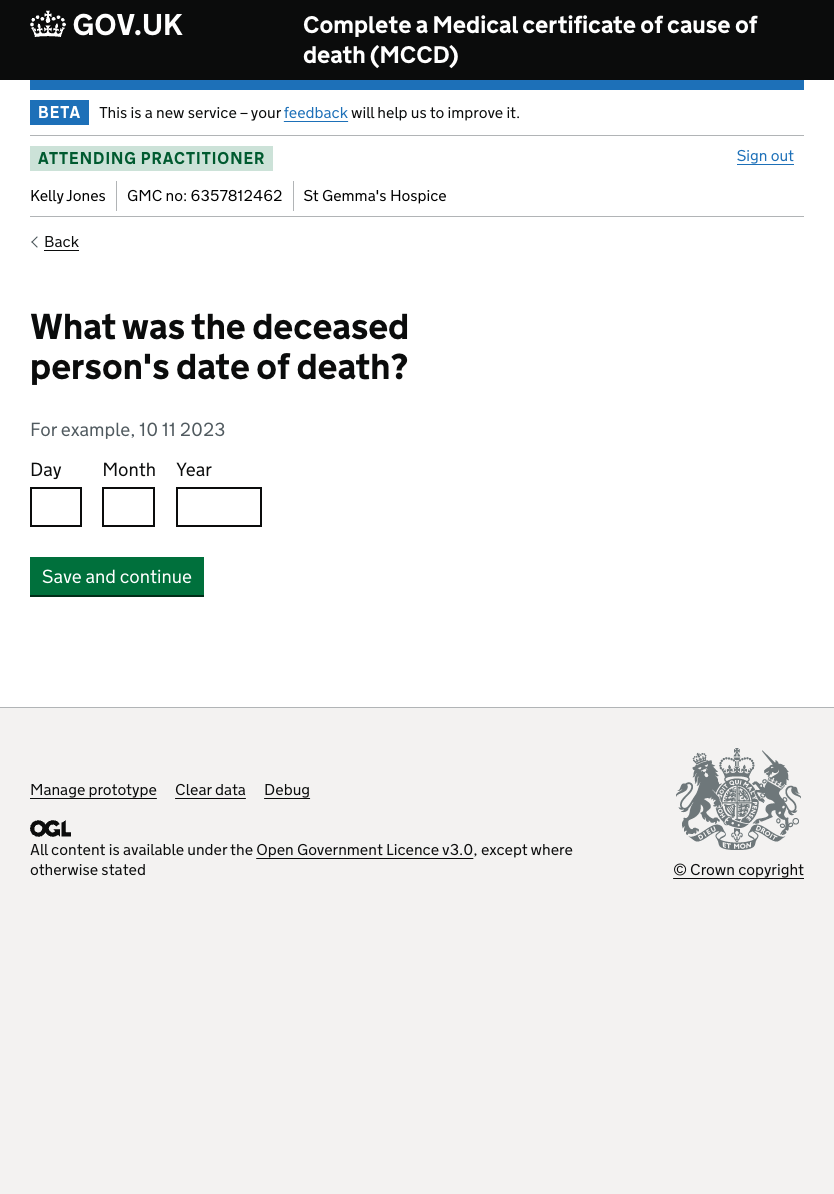 GOV.UK
Complete a Medical certificate of cause of
death (MCCD)
BETA This is a new service – your feedback will help us to improve it.
ATTENDING PRACTITIONER
Sign out
Kelly Jones GMC no: 6357812462 St Gemma's Hospice
Back
What was the deceased
person's date of death?
For example, 10 11 2023
Day Month Year
Save and continue
Manage prototype Clear data Debug
OGL
All content is available under the Open Government Licence v3.0, except where
otherwise stated
DIEU ET MON DROIT
© Crown copyright